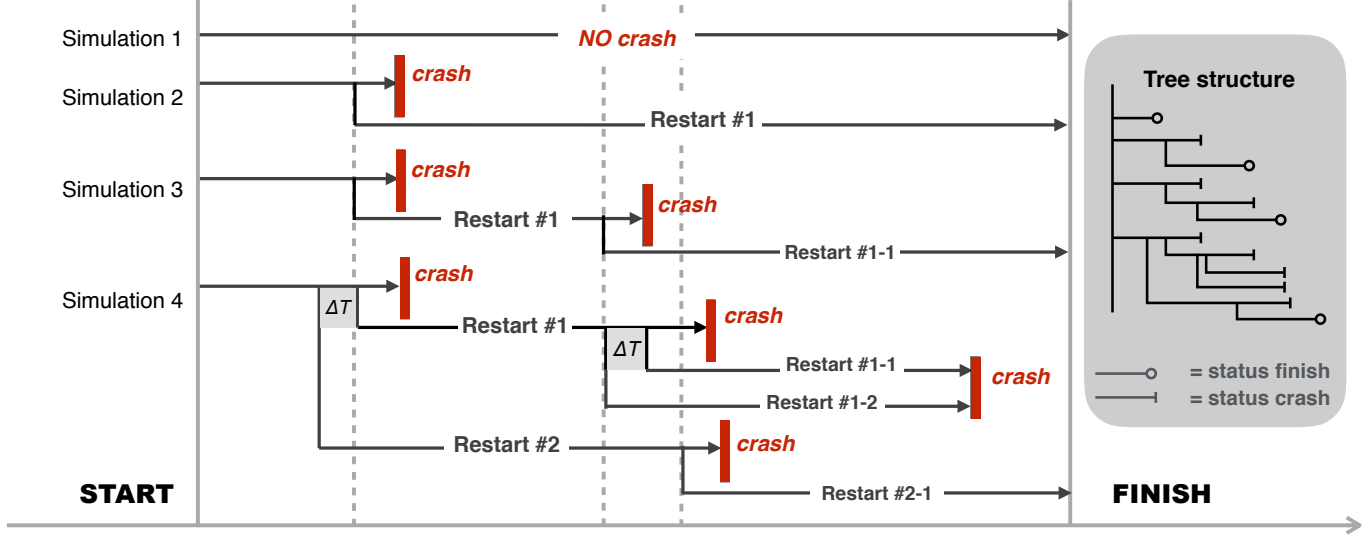 Simulation 1
NO crash
Simulation 2
crash
Restart #1
Simulation 3
crash
Restart #1
crash
Restart #1-1
Simulation 4
crash
ΔT
Restart #1
crash
ΔT
Restart #1-1
crash
Restart #1-2
Restart #2
crash
Restart #2-1
START
FINISH
Tree structure
= status finish
= status crash